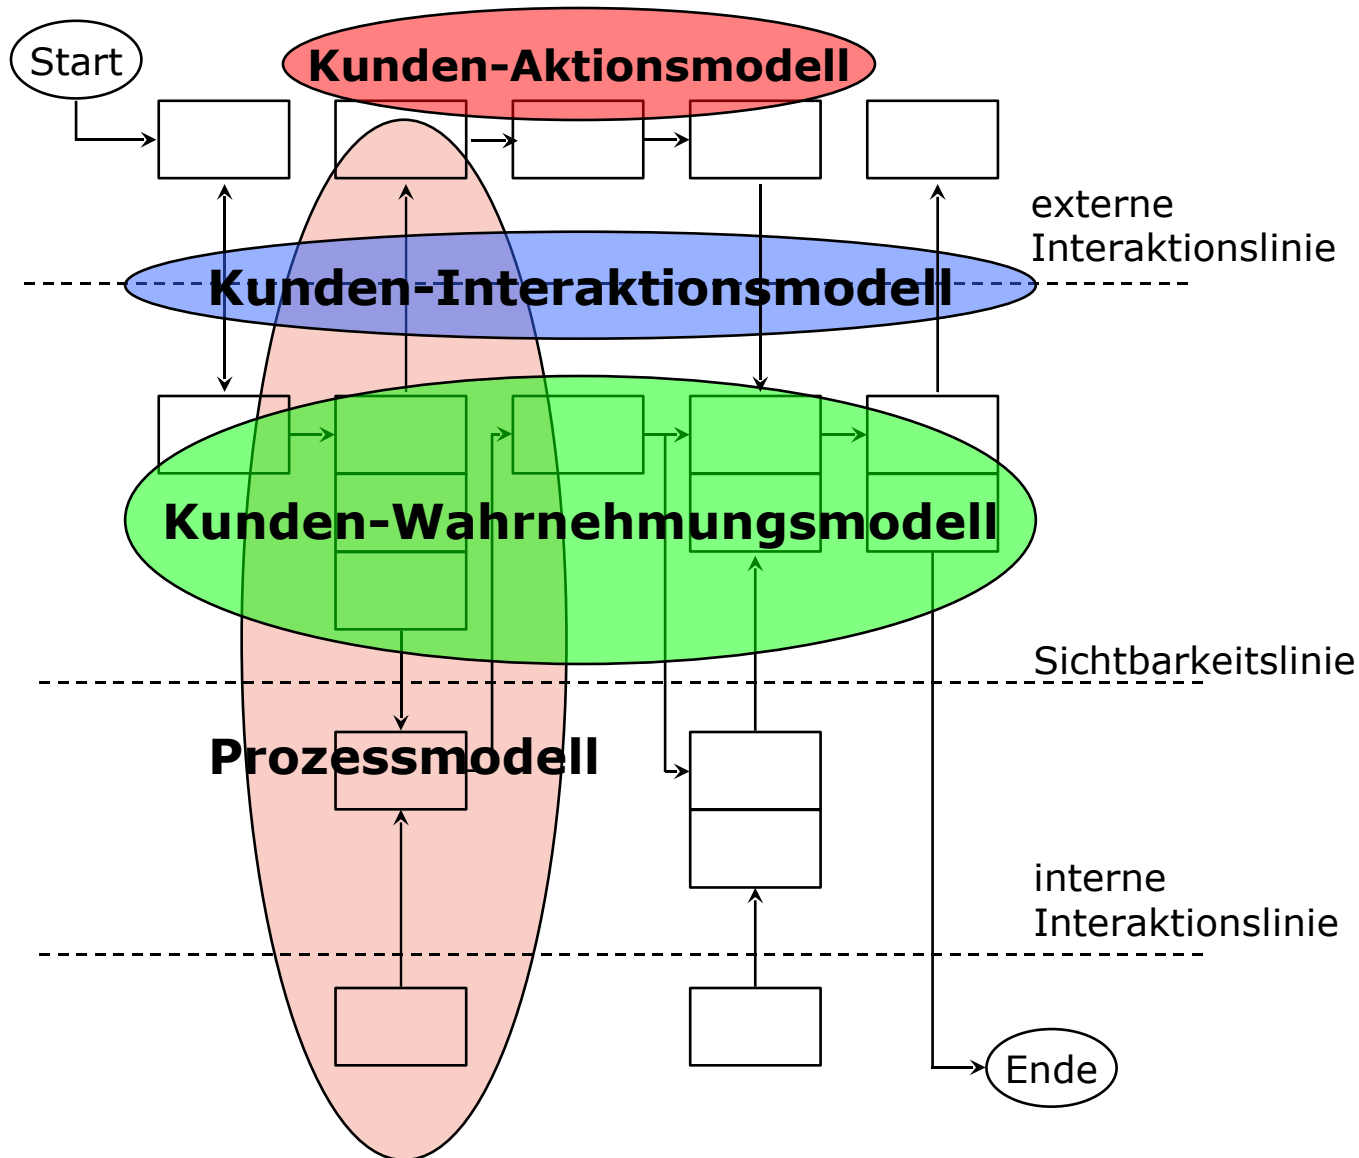 Start
Kunden-Aktionsmodell
externe
Interaktionslinie
Kunden-Interaktionsmodell
Kunden-Wahrnehmungsmodell
Sichtbarkeitslinie
Prozessmodell
interne
Interaktionslinie
Ende